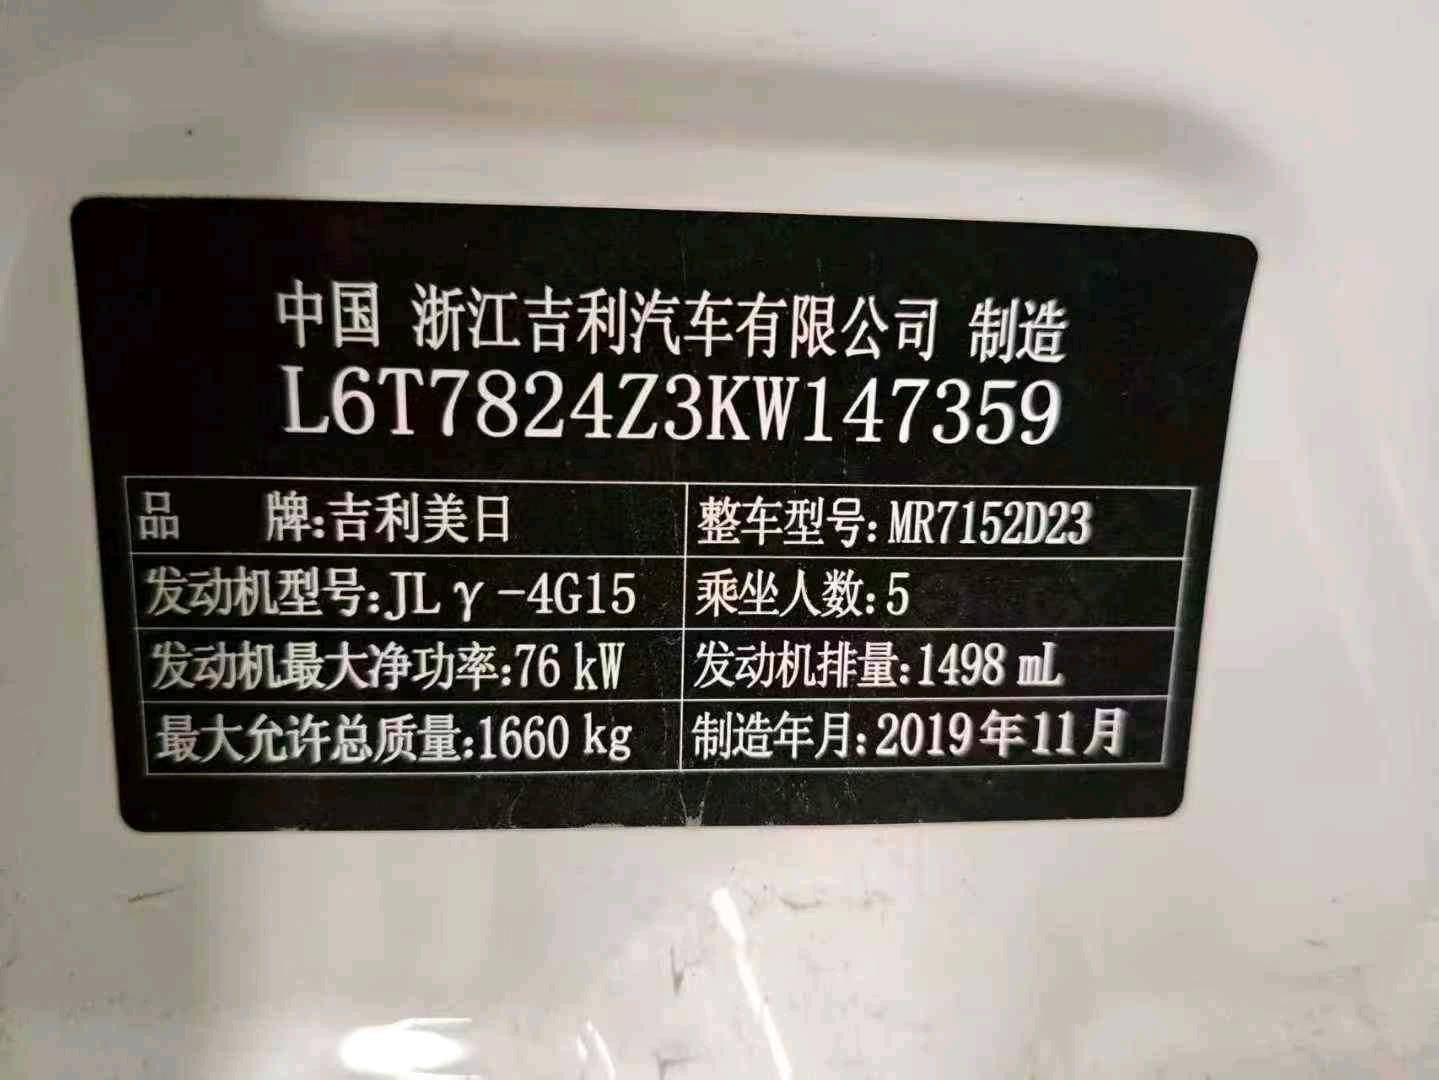 中国 浙江吉利汽车有限公司 制造
L6T7824Z3KW147359
品 牌:吉利美日 整车型号:MR7152D23
发动机型号:JLγ-4G15 乘坐人数:5
发动机最大净功率:76 kW 发动机排量:1498 mL
最大允许总质量:1660 kg 制造年月:2019年11月